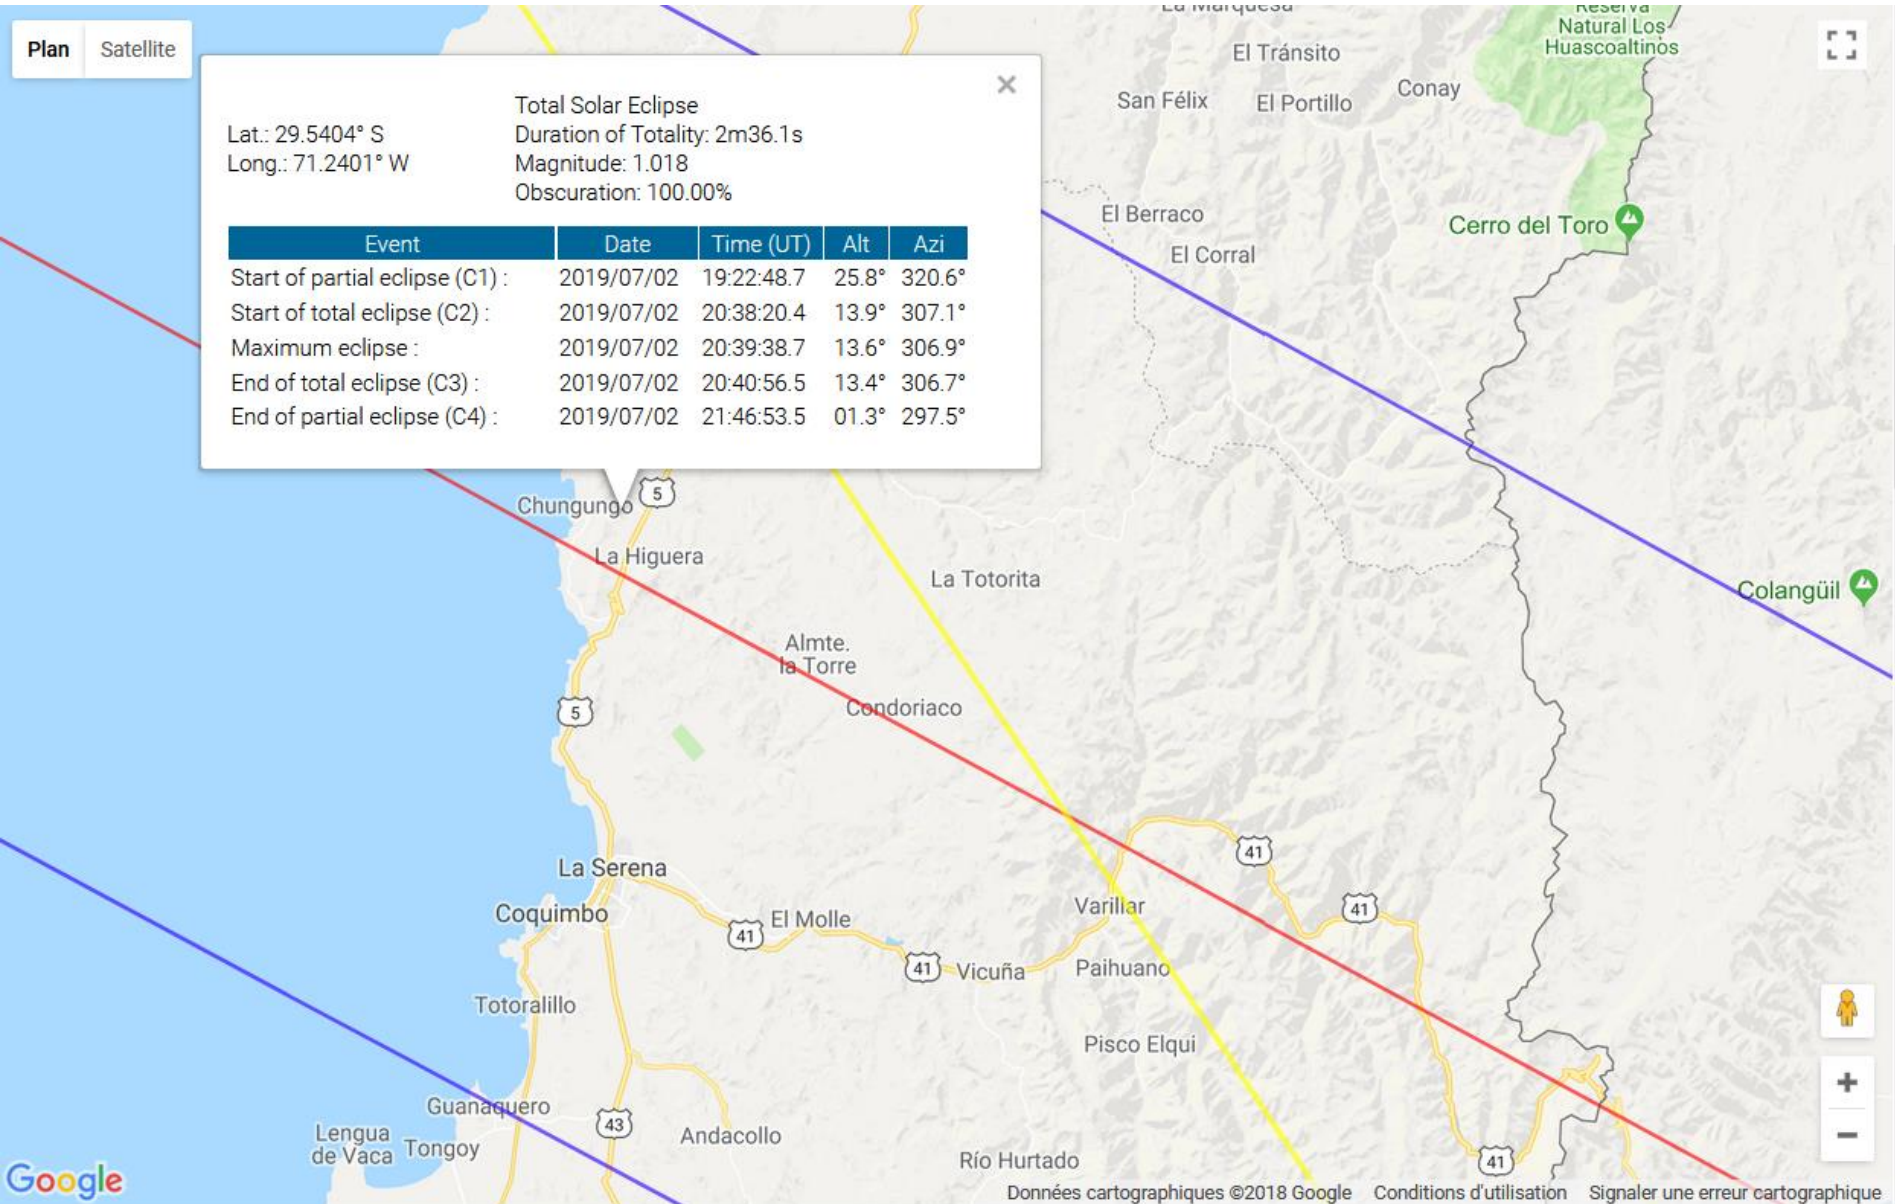 La Marquesa
Reserva
Natural Los
Huascoaltinos
Plan Satellite
El Tránsito
Conay
San Félix El Portillo
Total Solar Eclipse
Lat.: 29.5404° S Duration of Totality: 2m36.1s
Long.: 71.2401° W Magnitude: 1.018
Obscuration: 100.00%
Event Date Time (UT) Alt Azi
Start of partial eclipse (C1) : 2019/07/02 19:22:48.7 25.8° 320.6°
Start of total eclipse (C2) : 2019/07/02 20:38:20.4 13.9° 307.1°
Maximum eclipse : 2019/07/02 20:39:38.7 13.6° 306.9°
End of total eclipse (C3) : 2019/07/02 20:40:56.5 13.4° 306.7°
End of partial eclipse (C4) : 2019/07/02 21:46:53.5 01.3° 297.5°
El Berraco
Cerro del Toro
El Corral
Chungungo 5
La Higuera
La Totorita
Colangüil
Almte.
la Torre
Condoriaco
5
La Serena
41
Coquimbo
El Molle
Varillar
41
41
41
Vicuña
Paihuano
Totoralillo
Pisco Elqui
Guanaquero
43
Andacollo
Lengua
de Vaca
Tongoy
Río Hurtado
41
Google
Données cartographiques ©2018 Google Conditions d'utilisation Signaler une erreur cartographique